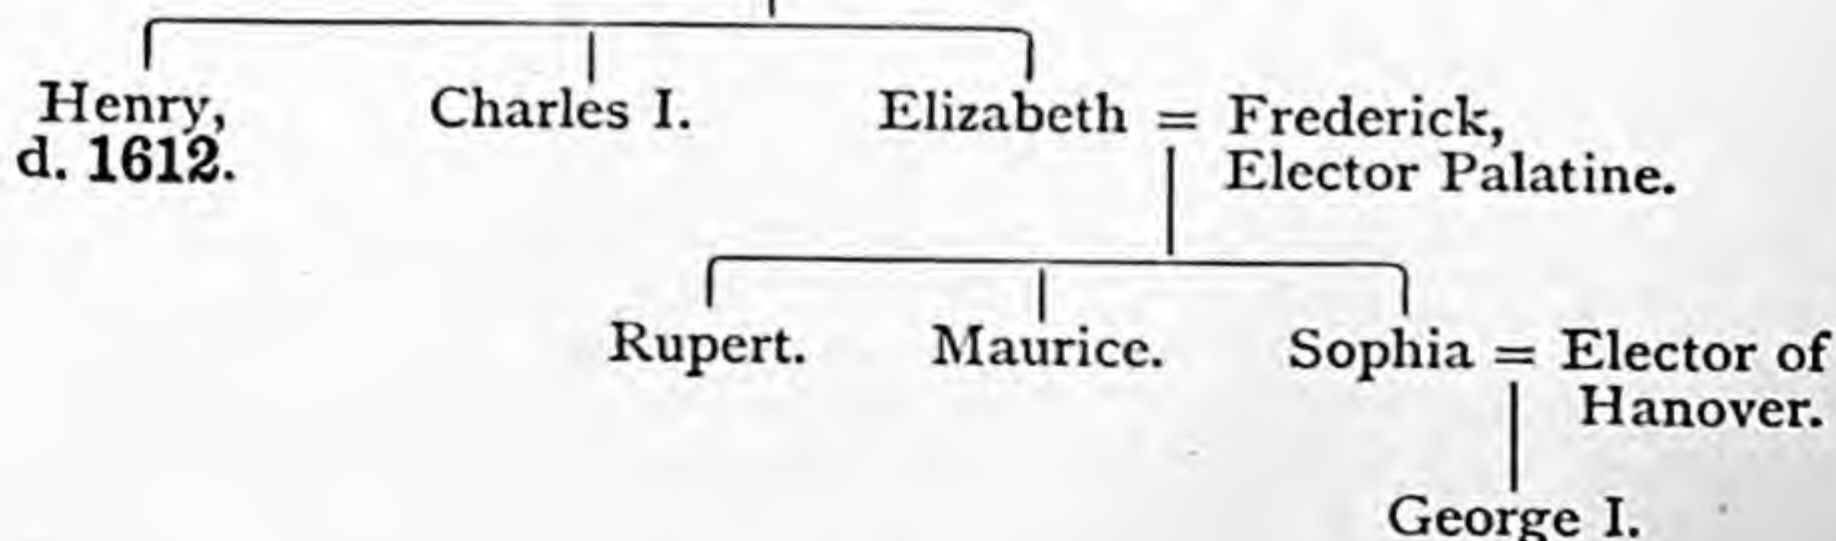 Henry, Charles I. Elizabeth = Frederick,
d. 1612. Elector Palatine.
Rupert. Maurice. Sophia = Elector of
Hanover.
George I.